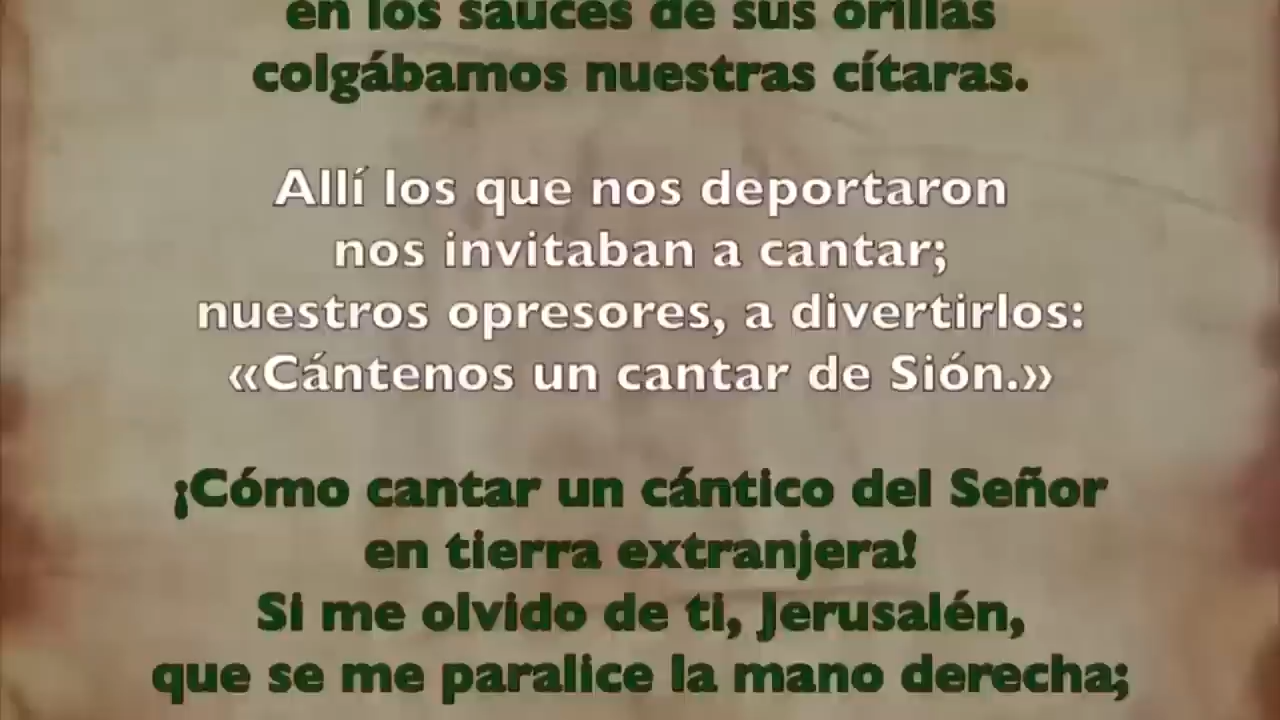 en los sauces de sus orillas
colgábamos nuestras cítaras.
Allí los que nos deportaron
nos invitaban a cantar;
nuestros opresores, a divertirlos:
«Cántenos un cantar de Sión.»
¡Cómo cantar un cántico del Señor
en tierra extranjera!
Si me olvido de ti, Jerusalén,
que se me paralice la mano derecha;